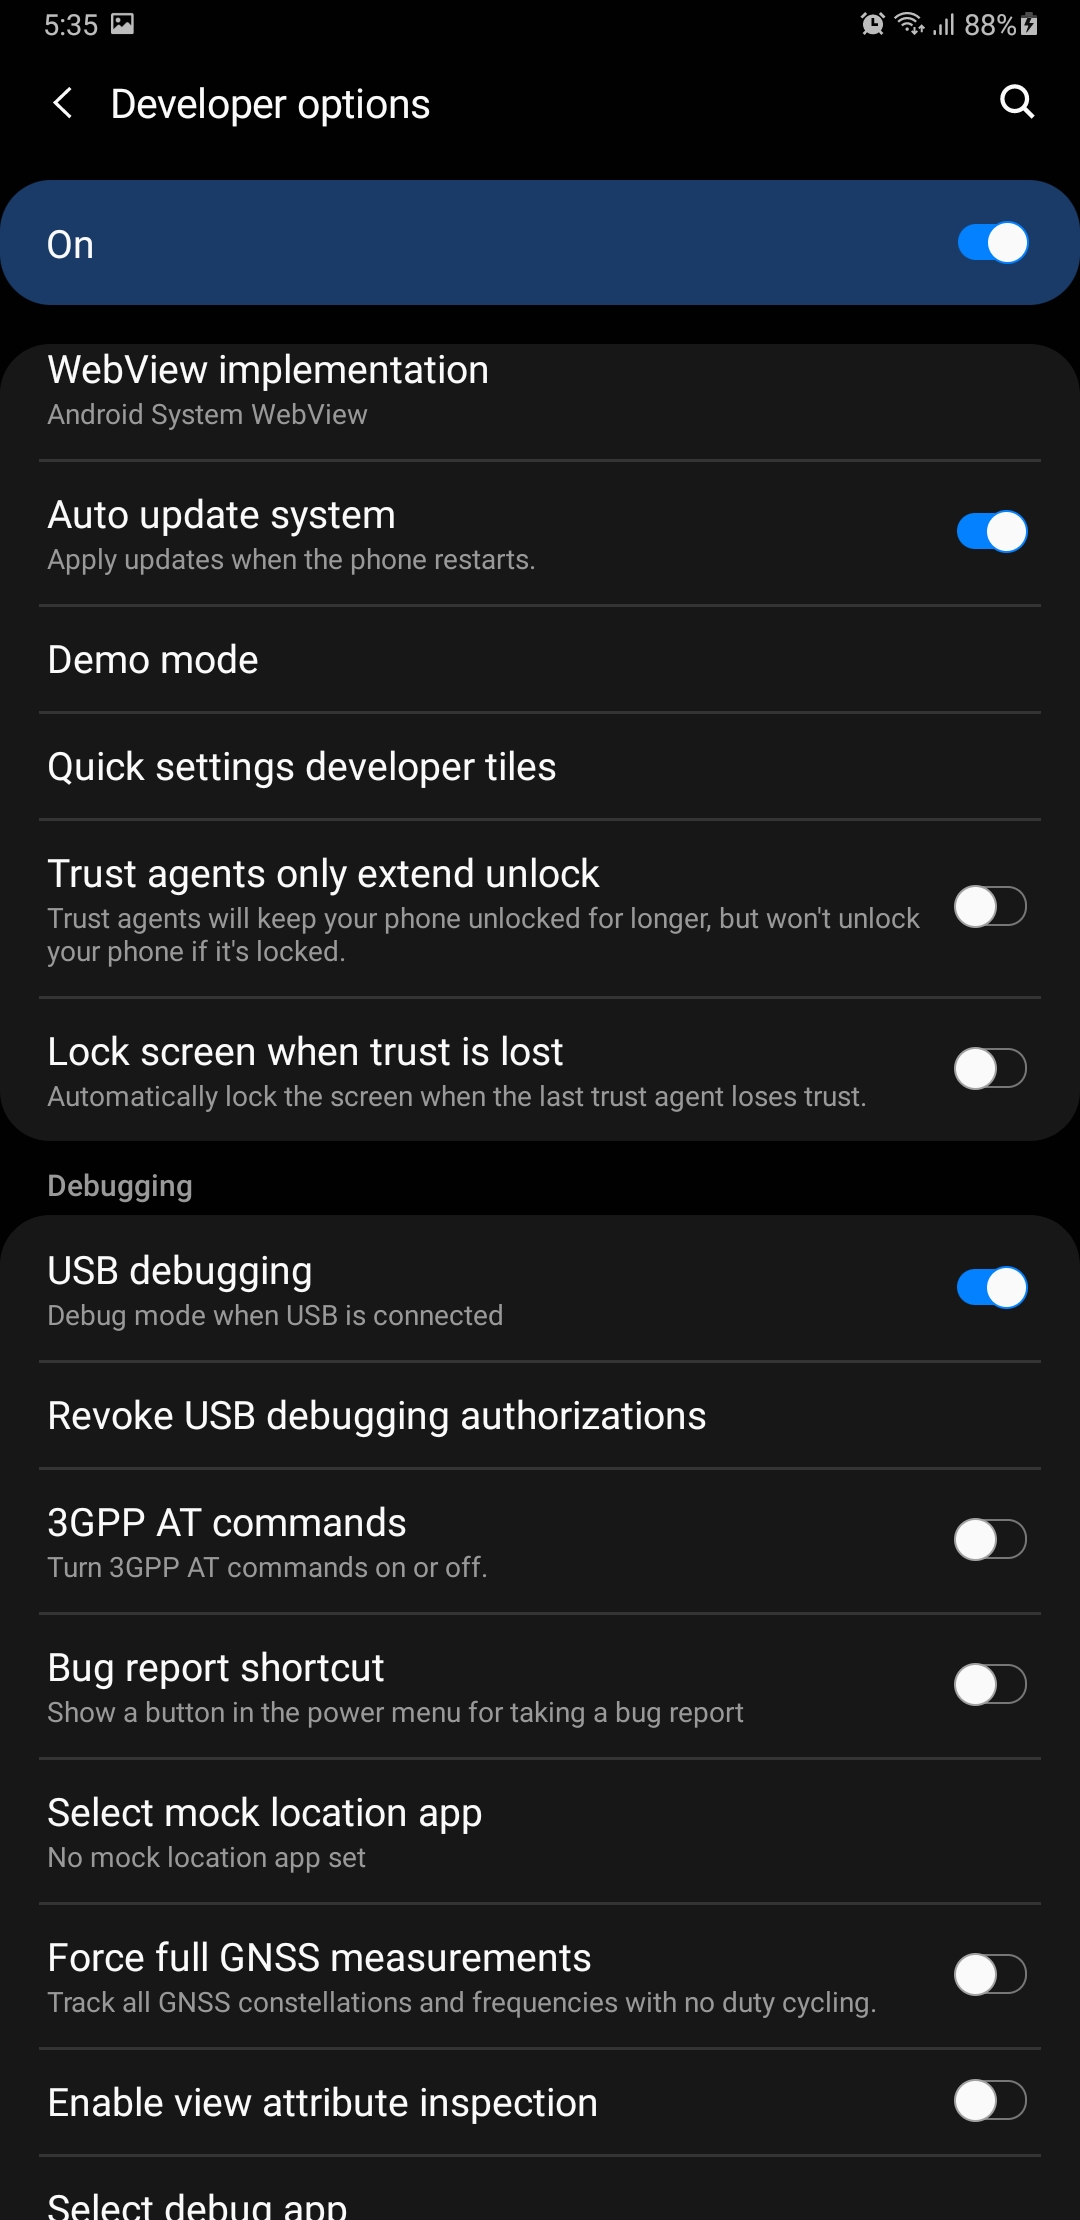 5:35
88%
Developer options
On
WebView implementation
Android System WebView
Auto update system
Apply updates when the phone restarts.
Demo mode
Quick settings developer tiles
Trust agents only extend unlock
Trust agents will keep your phone unlocked for longer, but won't unlock
your phone if it's locked.
Lock screen when trust is lost
Automatically lock the screen when the last trust agent loses trust.
Debugging
USB debugging
Debug mode when USB is connected
Revoke USB debugging authorizations
3GPP AT commands
Turn 3GPP AT commands on or off.
Bug report shortcut
Show a button in the power menu for taking a bug report
Select mock location app
No mock location app set
Force full GNSS measurements
Track all GNSS constellations and frequencies with no duty cycling.
Enable view attribute inspection
Select debug app